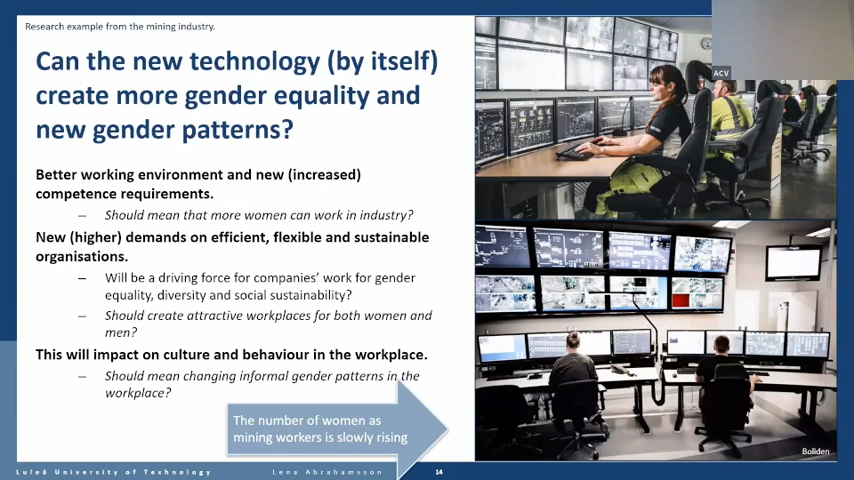 Research example from the mining industry.
Can the new technology (by itself)
create more gender equality and
new gender patterns?
Better working environment and new (increased)
competence requirements.
– Should mean that more women can work in industry?
New (higher) demands on efficient, flexible and sustainable
organisations.
– Will be a driving force for companies’ work for gender
equality, diversity and social sustainability?
– Should create attractive workplaces for both women and
men?
This will impact on culture and behaviour in the workplace.
– Should mean changing informal gender patterns in the
workplace?
The number of women as
mining workers is slowly rising
ACV
Boliden
Luleå University of Technology
Lena Abrahamsson
14